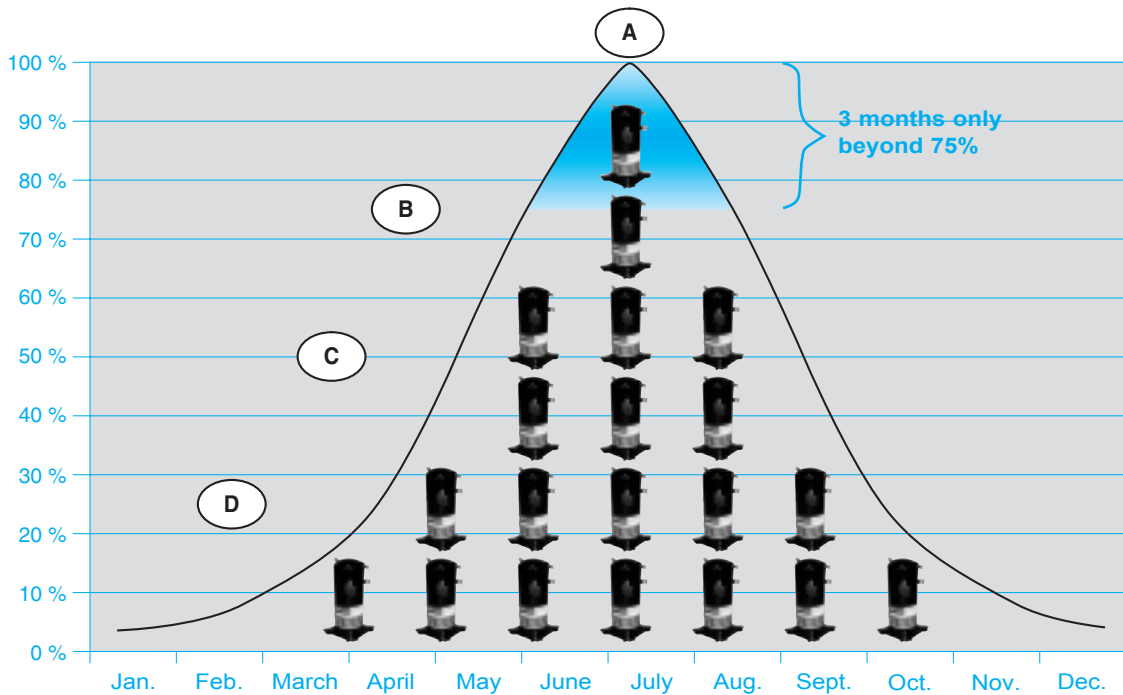 A
100 %
90 %
3 months only
beyond 75%
80 %
B
70 %
60 %
C
50 %
40 %
30 %
D
20 %
10 %
0 %
Jan. Feb. March April May June July Aug. Sept. Oct. Nov. Dec.